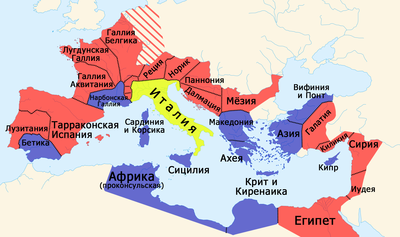 Галлия
Белгика
Лугдунская
Галлия
Галлия
Аквитания
Нарбонская
Галлия
Реция
Норик
Паннония
Далмация
Италия
Мёзия
Вифиния
и Понт
Галатия
Македония
Азия
Киликия
Сирия
Лузитания
Тарраконская
Испания
Бетика
Сардиния
и Корсика
Сицилия
Ахея
Кипр
Иудея
Африка
(проконсульская)
Крит и
Киренаика
Египет